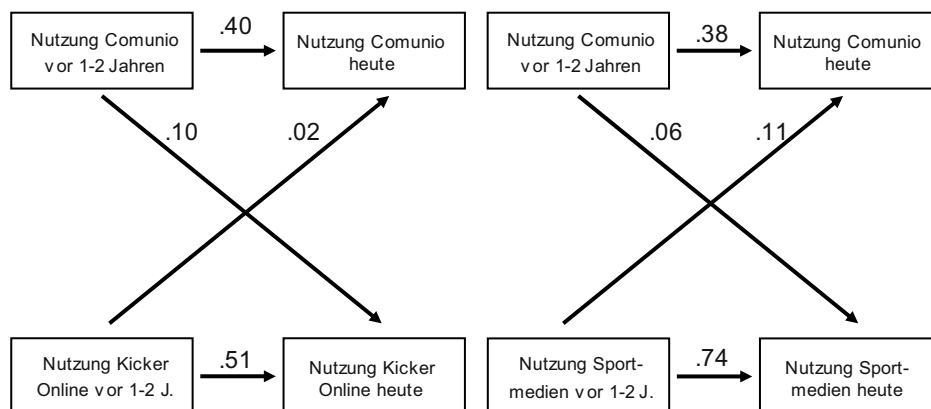 Nutzung Comunio
vor 1-2 Jahren
.40
Nutzung Comunio
heute
.10
.02
Nutzung Kicker
Online vor 1-2 J.
.51
Nutzung Kicker
Online heute
Nutzung Comunio
vor 1-2 Jahren
.38
Nutzung Comunio
heute
.06
.11
Nutzung Sport-
medien vor 1-2 J.
.74
Nutzung Sport-
medien heute